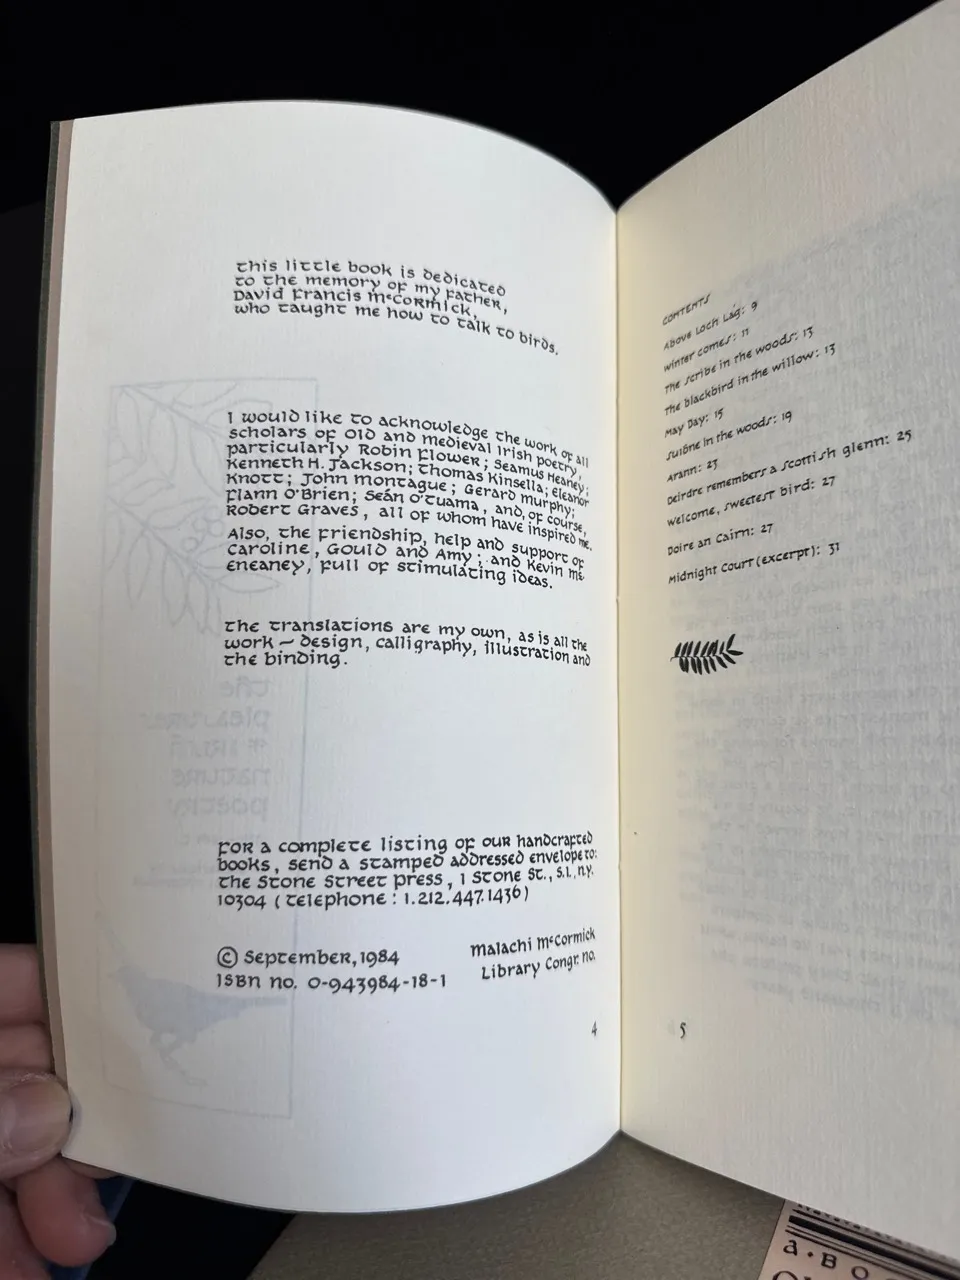 this little book is dedicated
to the memory of my father,
David Francis McCormick,
who taught me how to talk to birds.
I would like to acknowledge the work of all
scholars of old and medieval Irish poetry,
particularly Robin Flower; Seamus Heaney;
Kenneth H. Jackson; Thomas Kinsella; Eleanor
Knott; John Montague; Gerard Murphy;
Flann O'Brien; Seán O'Tuama, and, of course,
Robert Graves, all of whom have inspired me.
Also, the friendship, help and support of
Caroline, Gould and Amy; and Kevin Mc-
Eneaney, full of stimulating ideas.
the translations are my own, as is all the
work – design, calligraphy, illustration and
the binding.
for a complete listing of our handcrafted
books, send a stamped addressed envelope to:
the Stone Street Press, 1 Stone St., S.I., N.Y.
10304 (telephone: 1.212.447.1436)
© September, 1984 Malachi McCormick
ISBN no. 0-943984-18-1 Library Congr. no.
4
CONTENTS
Above Loch Lág: 9
winter comes: 11
the scribe in the woods: 13
the blackbird in the willow: 13
May Day: 15
Suibne in the woods: 19
Arann: 23
Deirdre remembers a Scottish glenn: 25
welcome, sweetest bird: 27
Doire an Cairn: 27
Midnight Court (excerpt): 31
5
the
pleasures
nature
poetry
A·BO